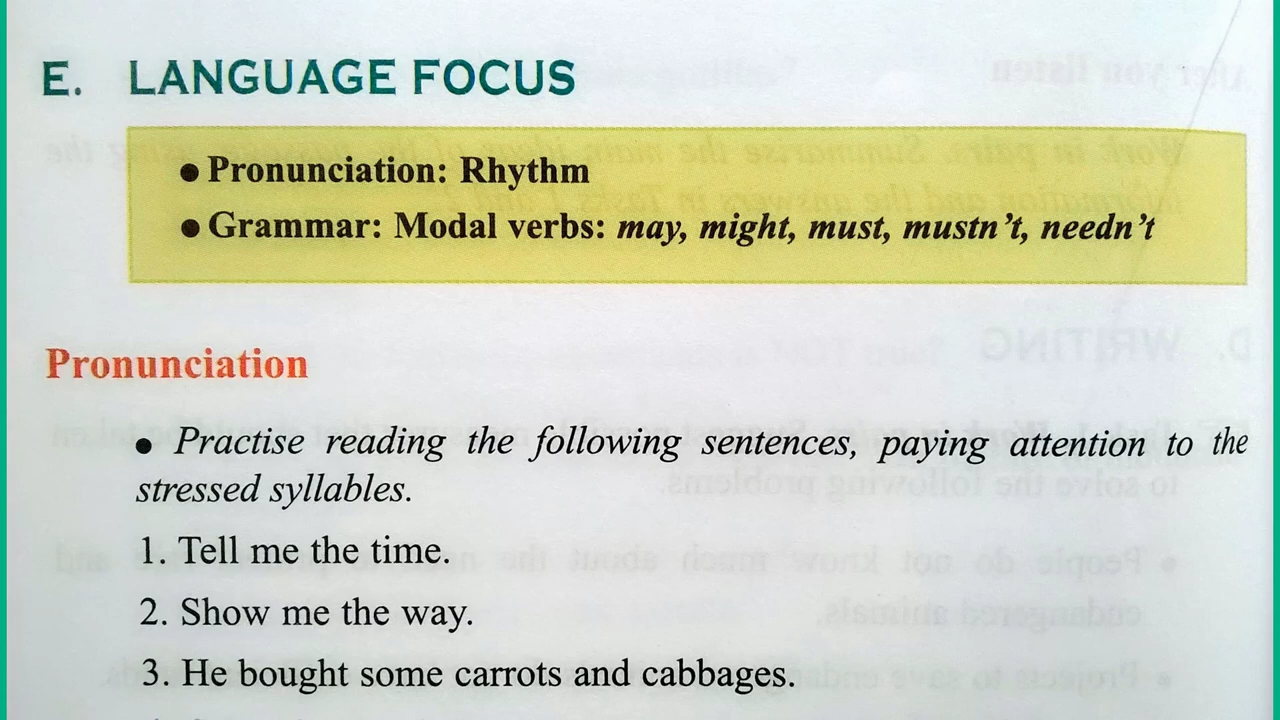 E. LANGUAGE FOCUS
● Pronunciation: Rhythm
● Grammar: Modal verbs: may, might, must, mustn't, needn't
Pronunciation
● Practise reading the following sentences, paying attention to the
stressed syllables.
1. Tell me the time.
2. Show me the way.
3. He bought some carrots and cabbages.